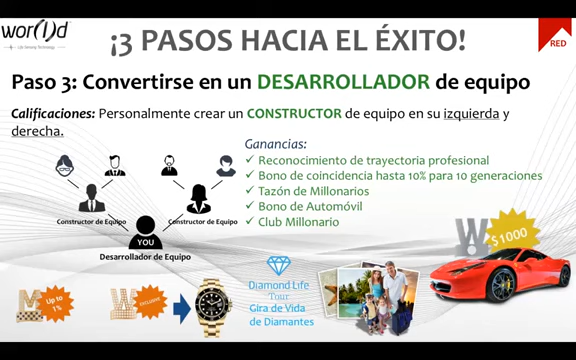 wor(l)d
Life Sensing Technology
¡3 PASOS HACIA EL ÉXITO!
RED
Paso 3: Convertirse en un DESARROLLADOR de equipo
Calificaciones: Personalmente crear un CONSTRUCTOR de equipo en su izquierda y
derecha.
Ganancias:
✓ Reconocimiento de trayectoria profesional
✓ Bono de coincidencia hasta 10% para 10 generaciones
✓ Tazón de Millonarios
✓ Bono de Automóvil
✓ Club Millonario
Constructor de Equipo
Constructor de Equipo
YOU
Desarrollador de Equipo
$1000
Up to
1%
EXCLUSIVE
Diamond Life
Tour
Gira de Vida
de Diamantes